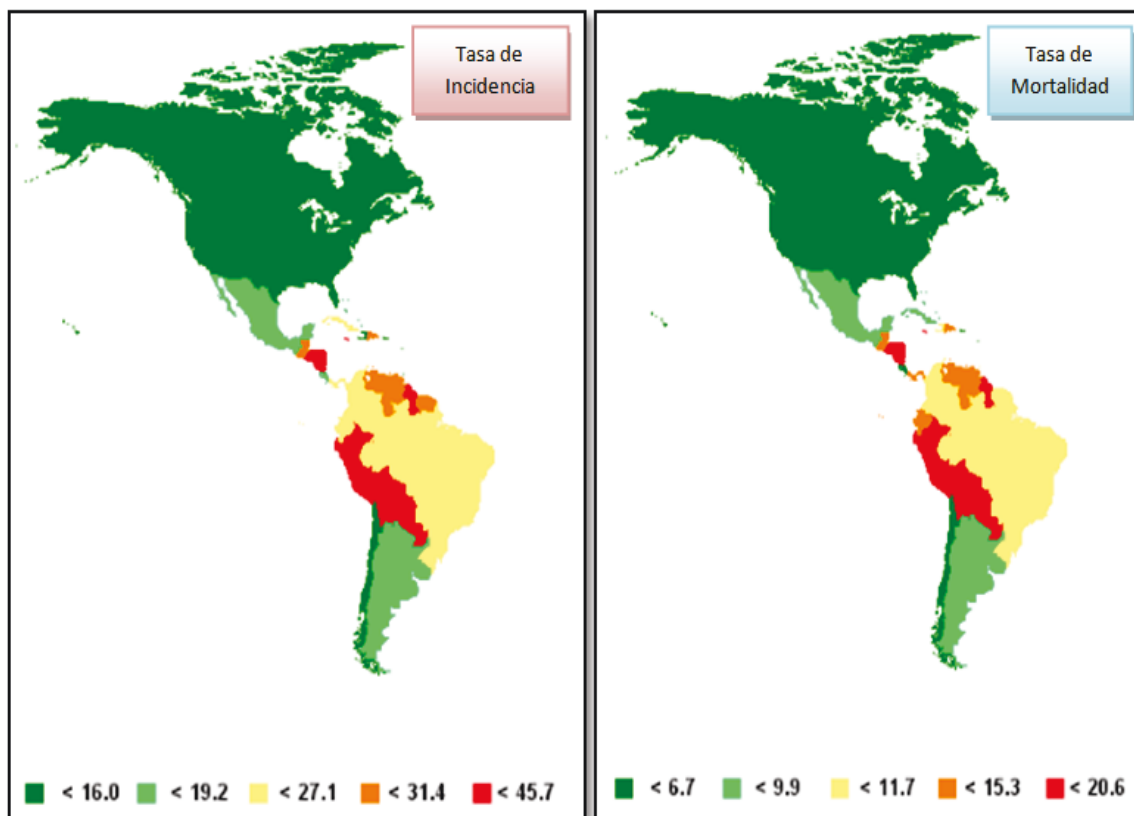 Tasa de
Incidencia
< 16.0 < 19.2 < 27.1 < 31.4 < 45.7
Tasa de
Mortalidad
< 6.7 < 9.9 < 11.7 < 15.3 < 20.6